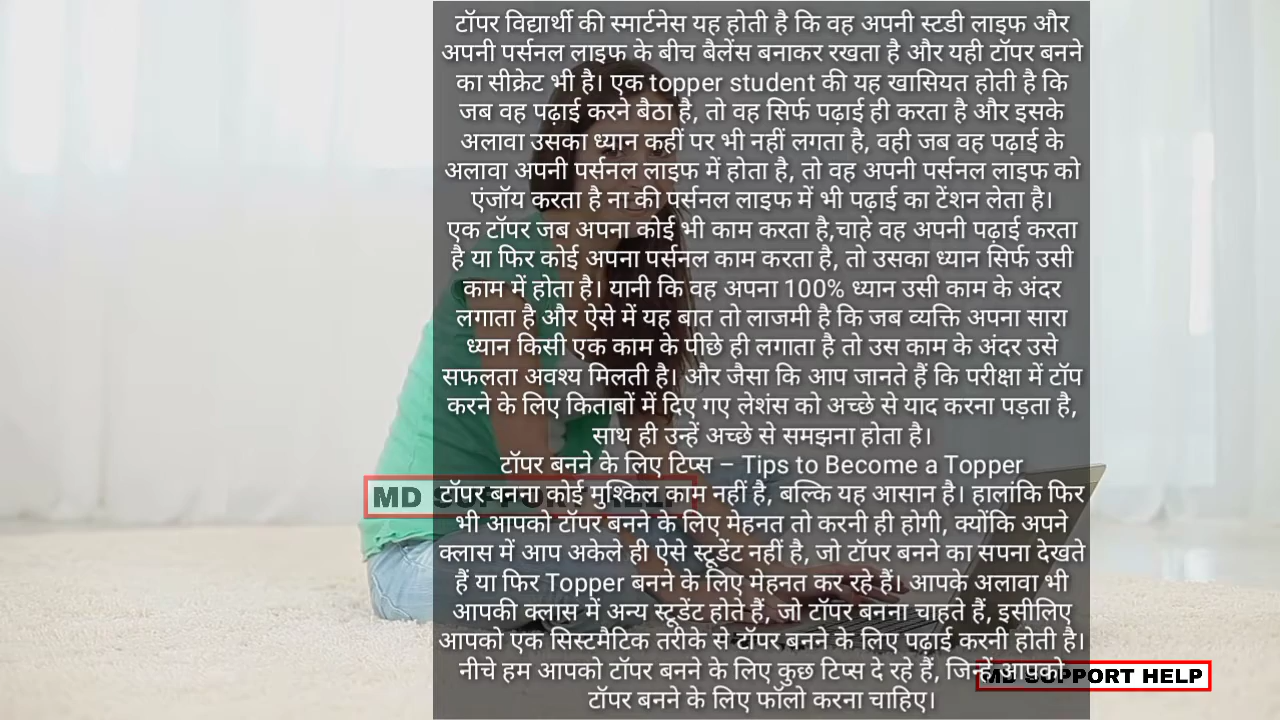 टॉपर विद्यार्थी की स्मार्टनेस यह होती है कि वह अपनी स्टडी लाइफ और
अपनी पर्सनल लाइफ के बीच बैलेंस बनाकर रखता है और यही टॉपर बनने
का सीक्रेट भी है। एक topper student की यह खासियत होती है कि
जब वह पढ़ाई करने बैठा है, तो वह सिर्फ पढ़ाई ही करता है और इसके
अलावा उसका ध्यान कहीं पर भी नहीं लगता है, वही जब वह पढ़ाई के
अलावा अपनी पर्सनल लाइफ में होता है, तो वह अपनी पर्सनल लाइफ को
एंजॉय करता है ना की पर्सनल लाइफ में भी पढ़ाई का टेंशन लेता है।
एक टॉपर जब अपना कोई भी काम करता है,चाहे वह अपनी पढ़ाई करता
है या फिर कोई अपना पर्सनल काम करता है, तो उसका ध्यान सिर्फ उसी
काम में होता है। यानी कि वह अपना 100% ध्यान उसी काम के अंदर
लगाता है और ऐसे में यह बात तो लाजमी है कि जब व्यक्ति अपना सारा
ध्यान किसी एक काम के पीछे ही लगाता है तो उस काम के अंदर उसे
सफलता अवश्य मिलती है। और जैसा कि आप जानते हैं कि परीक्षा में टॉप
करने के लिए किताबों में दिए गए लेशंस को अच्छे से याद करना पड़ता है,
साथ ही उन्हें अच्छे से समझना होता है।
टॉपर बनने के लिए टिप्स – Tips to Become a Topper
टॉपर बनना कोई मुश्किल काम नहीं है, बल्कि यह आसान है। हालांकि फिर
भी आपको टॉपर बनने के लिए मेहनत तो करनी ही होगी, क्योंकि अपने
क्लास में आप अकेले ही ऐसे स्टूडेंट नहीं है, जो टॉपर बनने का सपना देखते
हैं या फिर Topper बनने के लिए मेहनत कर रहे हैं। आपके अलावा भी
आपकी क्लास में अन्य स्टूडेंट होते हैं, जो टॉपर बनना चाहते हैं, इसीलिए
आपको एक सिस्टमैटिक तरीके से टॉपर बनने के लिए पढ़ाई करनी होती है।
नीचे हम आपको टॉपर बनने के लिए कुछ टिप्स दे रहे हैं, जिन्हें आपको
टॉपर बनने के लिए फॉलो करना चाहिए।
MD SUPPORT HELP
MD SUPPORT HELP